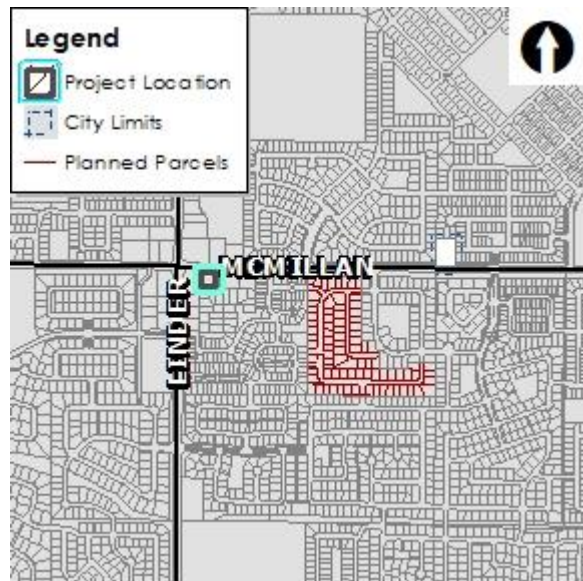 Legend
Project Location
City Limits
Planned Parcels
MCMILLAN
LINDER